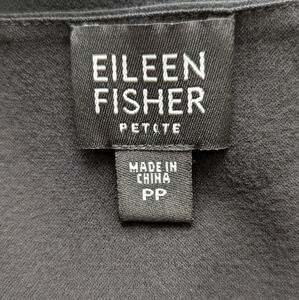 EILEEN
FISHER
PETITE
MADE IN
CHINA
PP